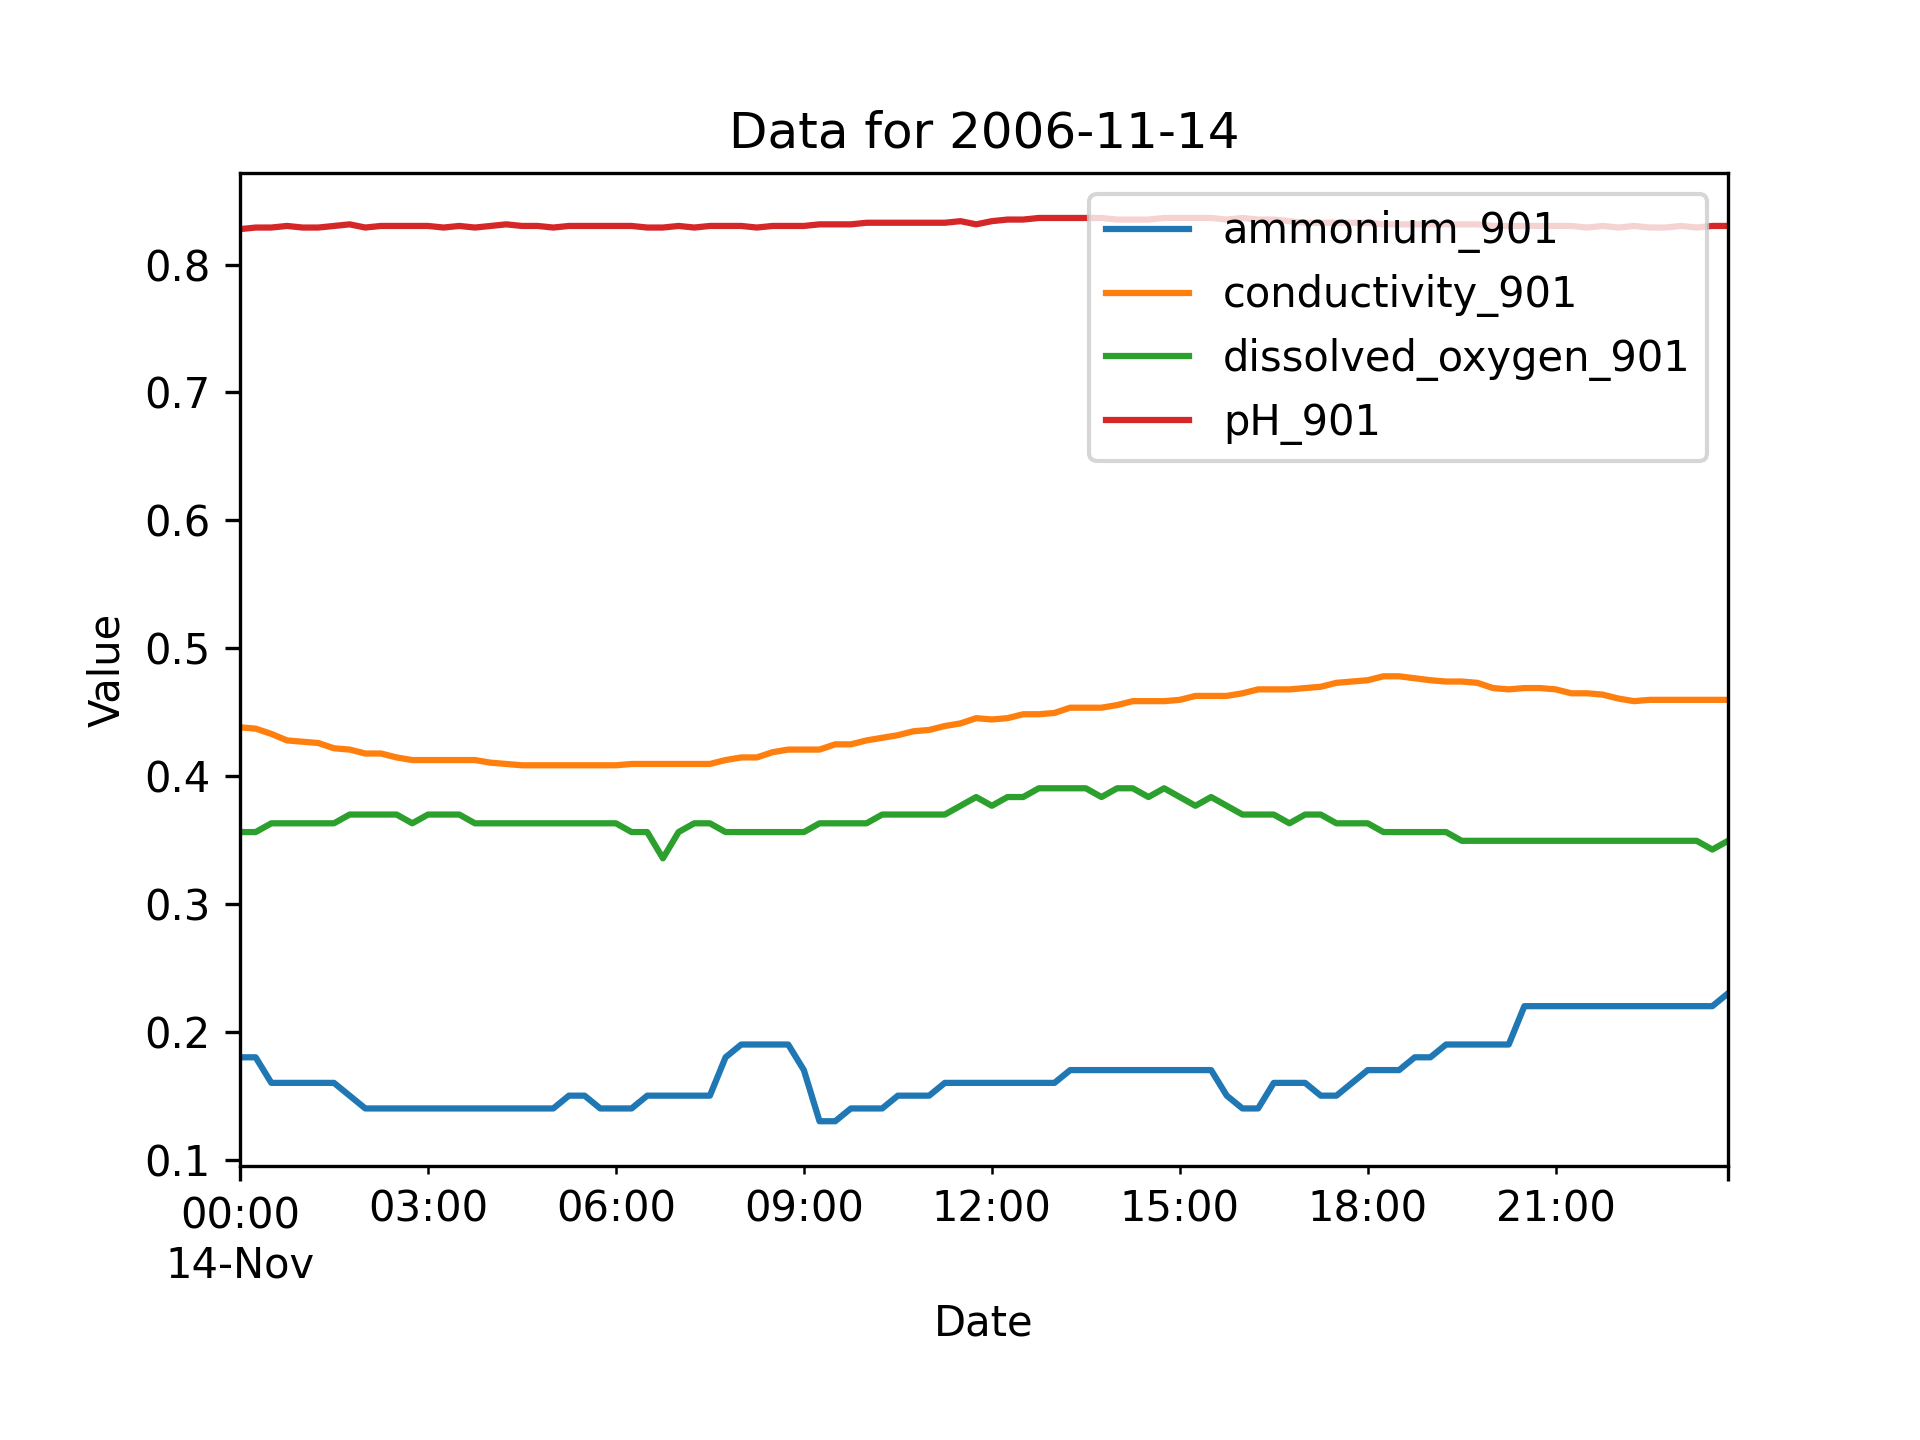 Data for 2006-11-14
ammonium_901
conductivity_901
dissolved_oxygen_901
pH_901
Value
0.8
0.7
0.6
0.5
0.4
0.3
0.2
0.1
00:00 03:00 06:00 09:00 12:00 15:00 18:00 21:00
14-Nov
Date